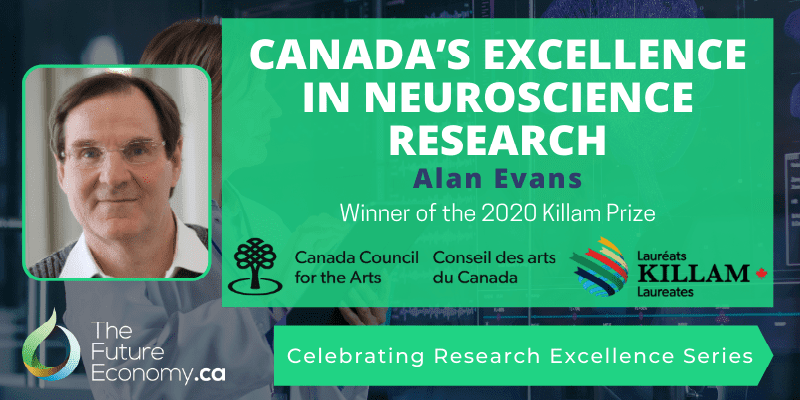 CANADA'S EXCELLENCE
IN NEUROSCIENCE
RESEARCH
Alan Evans
Winner of the 2020 Killam Prize
Canada Council
for the Arts
Conseil des arts
du Canada
Lauréats
KILLAM
Laureates
The
Future
Economy.ca
Celebrating Research Excellence Series